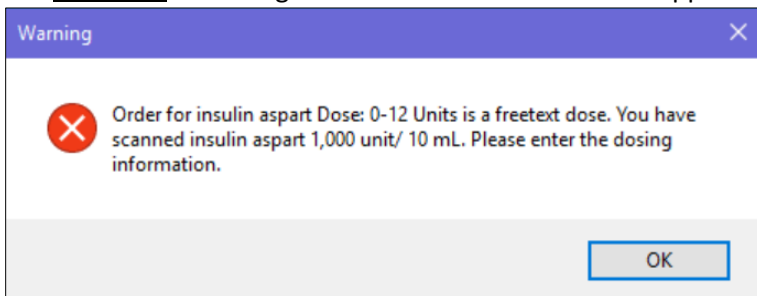 Warning
Order for insulin aspart Dose: 0-12 Units is a freetext dose. You have
scanned insulin aspart 1,000 unit/ 10 mL. Please enter the dosing
information.
OK